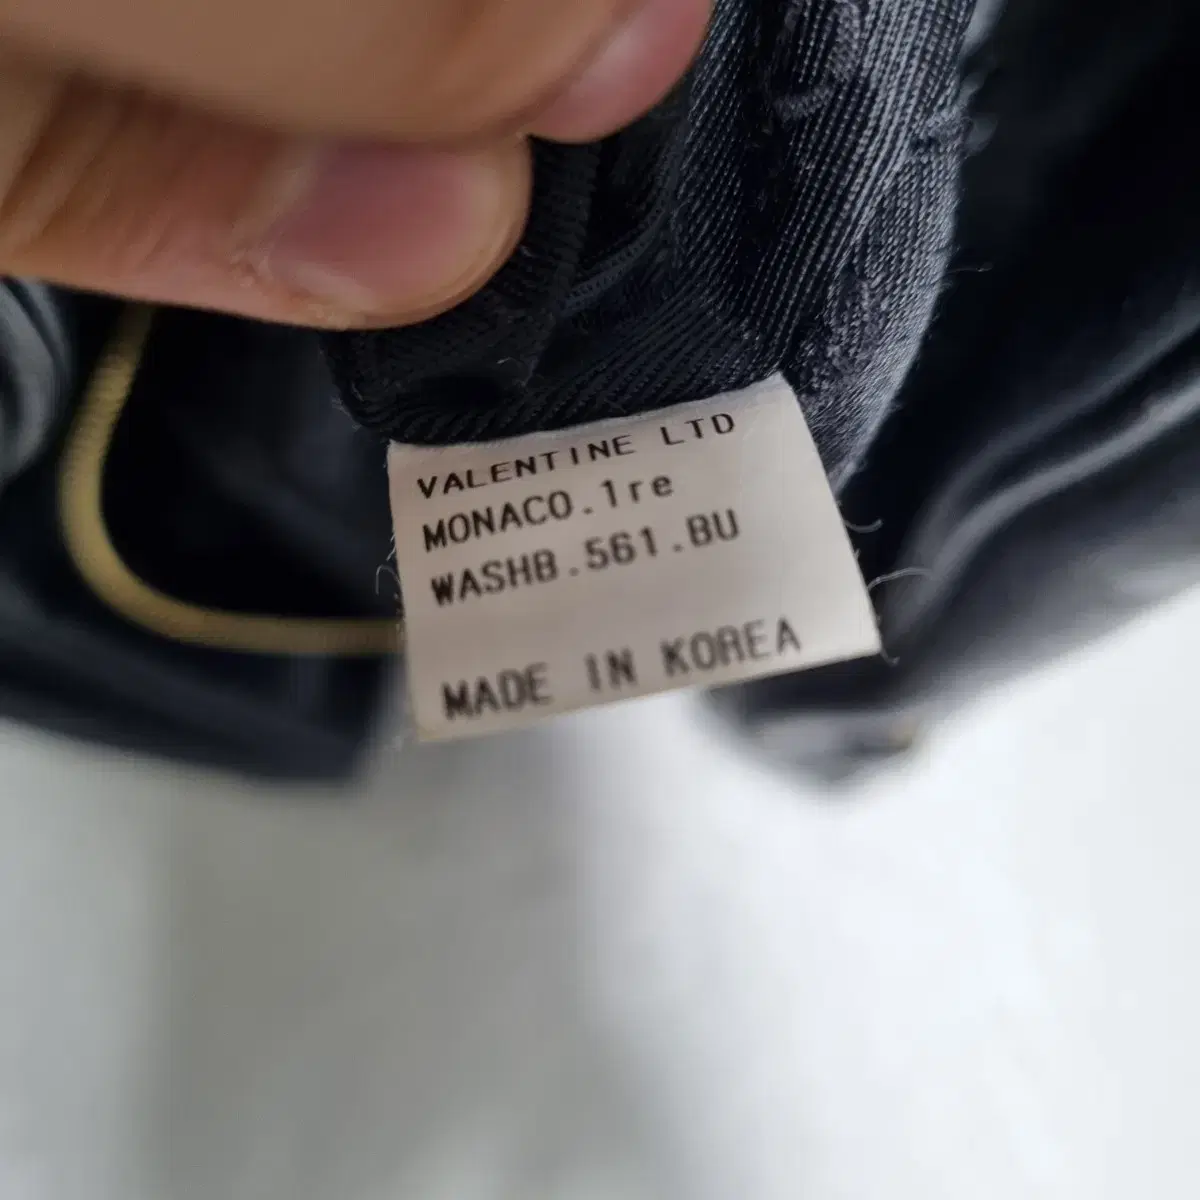 VALENTINE LTD
MONACO.1re
WASHB.561.BU
MADE IN KOREA